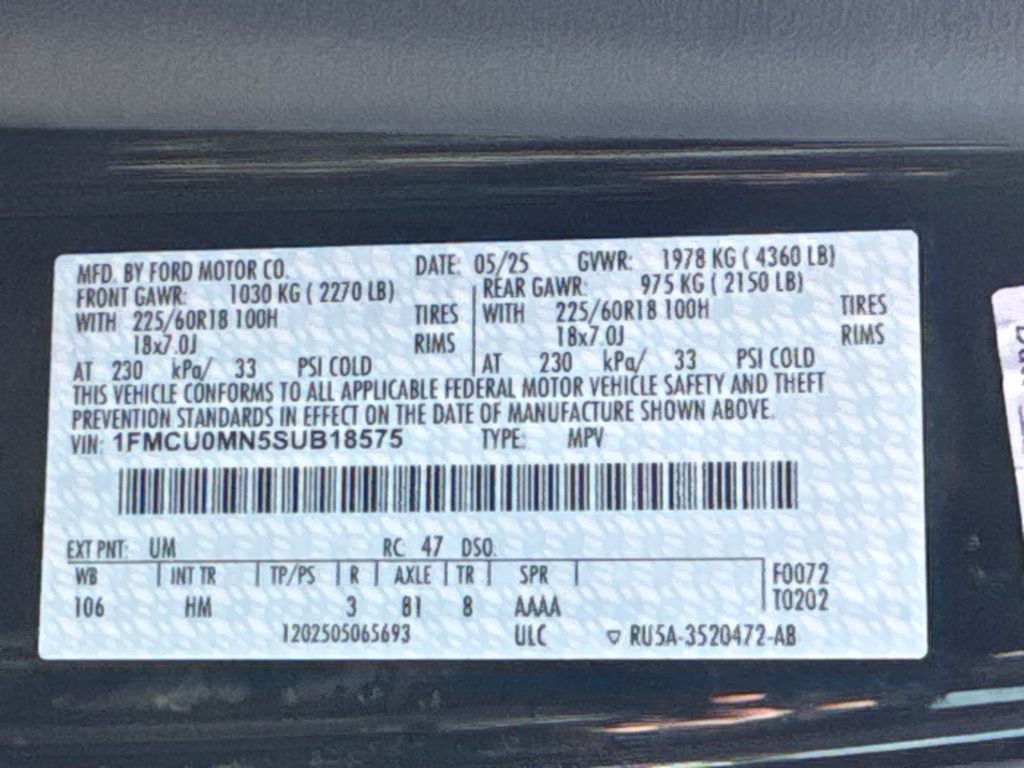 MFD. BY FORD MOTOR CO. DATE: 05/25 GVWR: 1978 KG ( 4360 LB)
FRONT GAWR: 1030 KG ( 2270 LB) REAR GAWR: 975 KG ( 2150 LB)
WITH 225/60R18 100H TIRES WITH 225/60R18 100H TIRES
18x7.0J RIMS 18x7.0J RIMS
AT 230 kPa/ 33 PSI COLD AT 230 kPa/ 33 PSI COLD
THIS VEHICLE CONFORMS TO ALL APPLICABLE FEDERAL MOTOR VEHICLE SAFETY AND THEFT
PREVENTION STANDARDS IN EFFECT ON THE DATE OF MANUFACTURE SHOWN ABOVE.
VIN: 1FMCU0MN5SUB18575 TYPE: MPV
EXT PNT: UM RC: 47 DSO:
WB INT TR TP/PS R AXLE TR SPR F0072
106 HM 3 81 8 AAAA T0202
1202505065693 ULC ▽ RU5A-3520472-AB